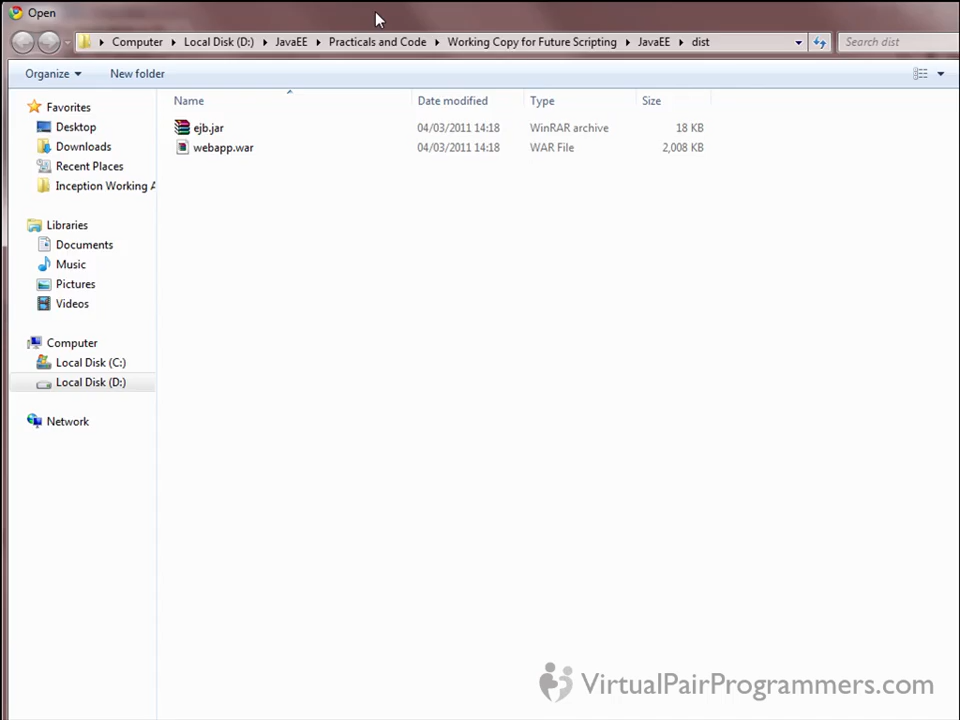 Open
Computer Local Disk (D:) JavaEE Practicals and Code Working Copy for Future Scripting JavaEE dist Search dist
Organize New folder
Name Date modified Type Size
Favorites
Desktop
Downloads
Recent Places
Inception Working A
Libraries
Documents
Music
Pictures
Videos
Computer
Local Disk (C:)
Local Disk (D:)
Network
ejb.jar 04/03/2011 14:18 WinRAR archive 18 KB
webapp.war 04/03/2011 14:18 WAR File 2,008 KB
VirtualPairProgrammers.com